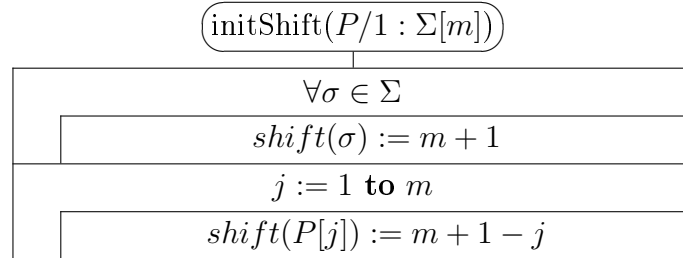 initShift(P/1 : Σ[m])
∀σ ∈ Σ
shift(σ) := m + 1
j := 1 to m
shift(P[j]) := m + 1 − j